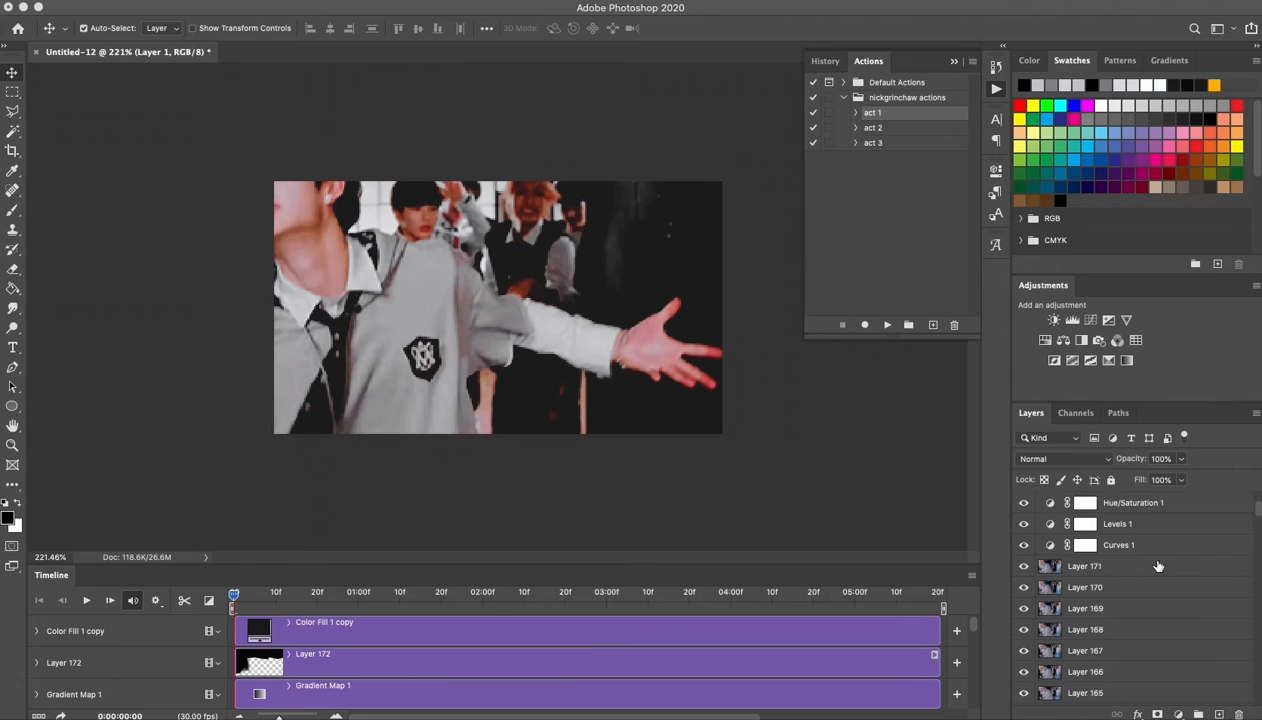 Adobe Photoshop 2020
Auto-Select: Layer Show Transform Controls 3D Mode:
Untitled-12 @ 221% (Layer 1, RGB/8) *
History Actions
Default Actions
nickgrinchaw actions
act 1
act 2
act 3
Color Swatches Patterns Gradients
RGB
CMYK
Adjustments
Add an adjustment
Layers Channels Paths
Kind
Normal Opacity: 100%
Lock: Fill: 100%
Hue/Saturation 1
Levels 1
Curves 1
Layer 171
Layer 170
Layer 169
Layer 168
Layer 167
Layer 166
Layer 165
221.46% Doc: 118.6K/26.6M
Timeline
10f 20f 01:00f 10f 20f 02:00f 10f 20f 03:00f 10f 20f 04:00f 10f 20f 05:00f 10f 20f
Color Fill 1 copy Color Fill 1 copy
Layer 172 Layer 172
Gradient Map 1 Gradient Map 1
0:00:00:00 (30.00 fps)